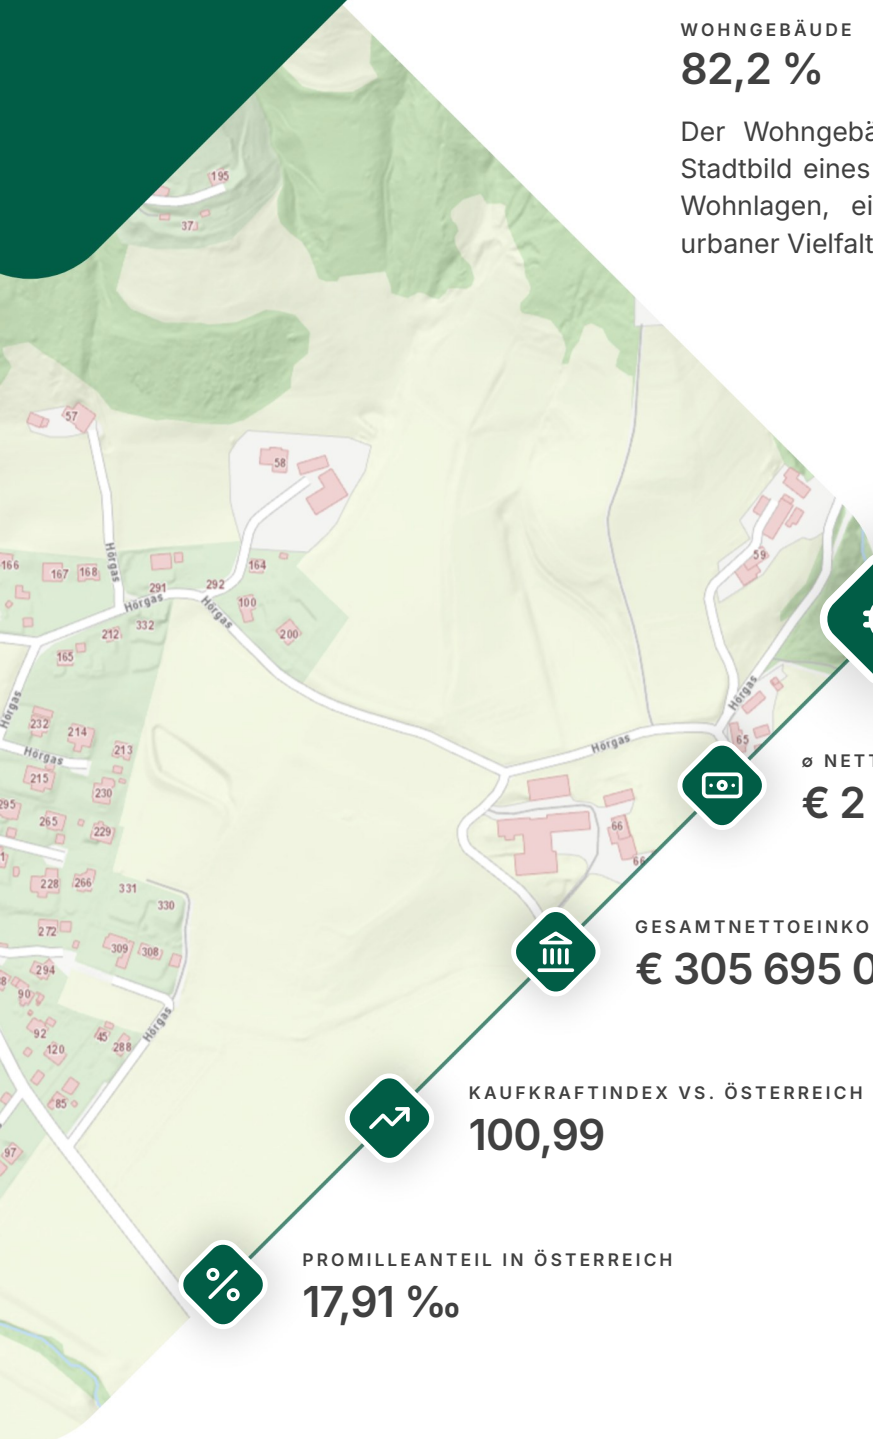 WOHNGEBÄUDE
82,2 %
Der Wohngebä
Stadtbild eines
Wohnlagen, ei
urbaner Vielfalt
195
37
57
58
166
167
168
Hörgas
291
292
164
Hörgas
Hörgas
100
332
212
200
165
59
Hörgas
232
214
Hörgas
213
215
Hörgas
65
Hörgas
ø NETT
€ 2
230
295
265
229
66
66
228
266
331
330
GESAMTNETTOEINKO
€ 305 695 0
272
309
308
294
90
92
45
288
Hörgas
120
85
KAUFKRAFTINDEX VS. ÖSTERREICH
100,99
97
PROMILLEANTEIL IN ÖSTERREICH
17,91 ‰